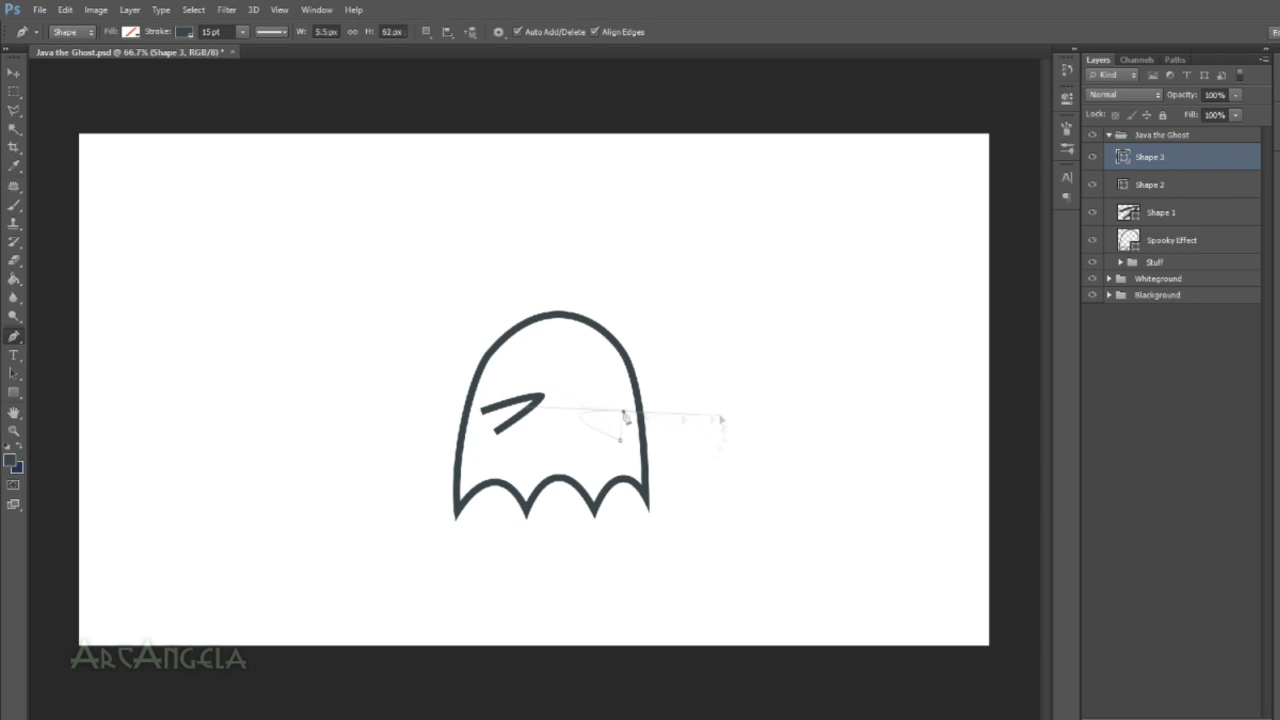 Ps File Edit Image Layer Type Select Filter 3D View Window Help
Shape Fill: Stroke: 15 pt W: 5.5 px H: 62 px Auto Add/Delete Align Edges
Java the Ghost.psd @ 66.7% (Shape 3, RGB/8) * ×
Layers Channels Paths
Kind
Normal Opacity: 100%
Lock: Fill: 100%
Java the Ghost
Shape 3
Shape 2
Shape 1
Spooky Effect
Stuff
Whiteground
Blackground
ArcAngela